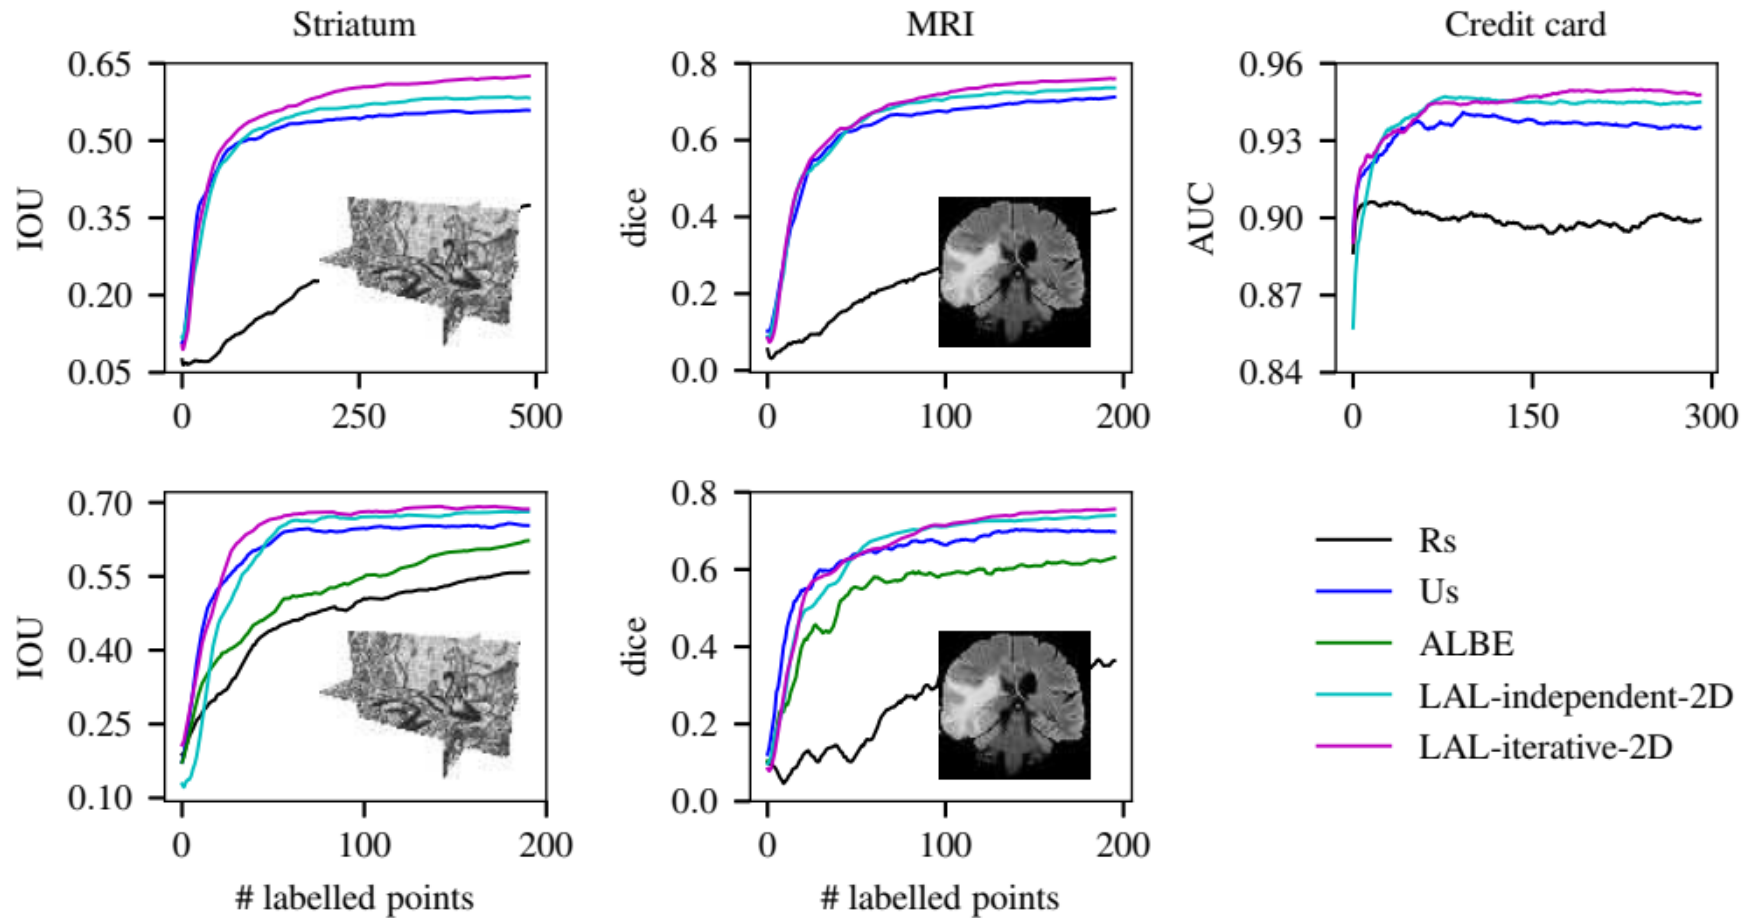 Striatum
MRI
Credit card
0.65
0.50
0.35
0.20
0.05
IOU
0
250
500
0.8
0.6
0.4
0.2
0.0
dice
0
100
200
0.96
0.93
0.90
0.87
0.84
AUC
0
150
300
0.70
0.55
0.40
0.25
0.10
IOU
0
100
200
# labelled points
0.8
0.6
0.4
0.2
0.0
dice
0
100
200
# labelled points
Rs
Us
ALBE
LAL-independent-2D
LAL-iterative-2D